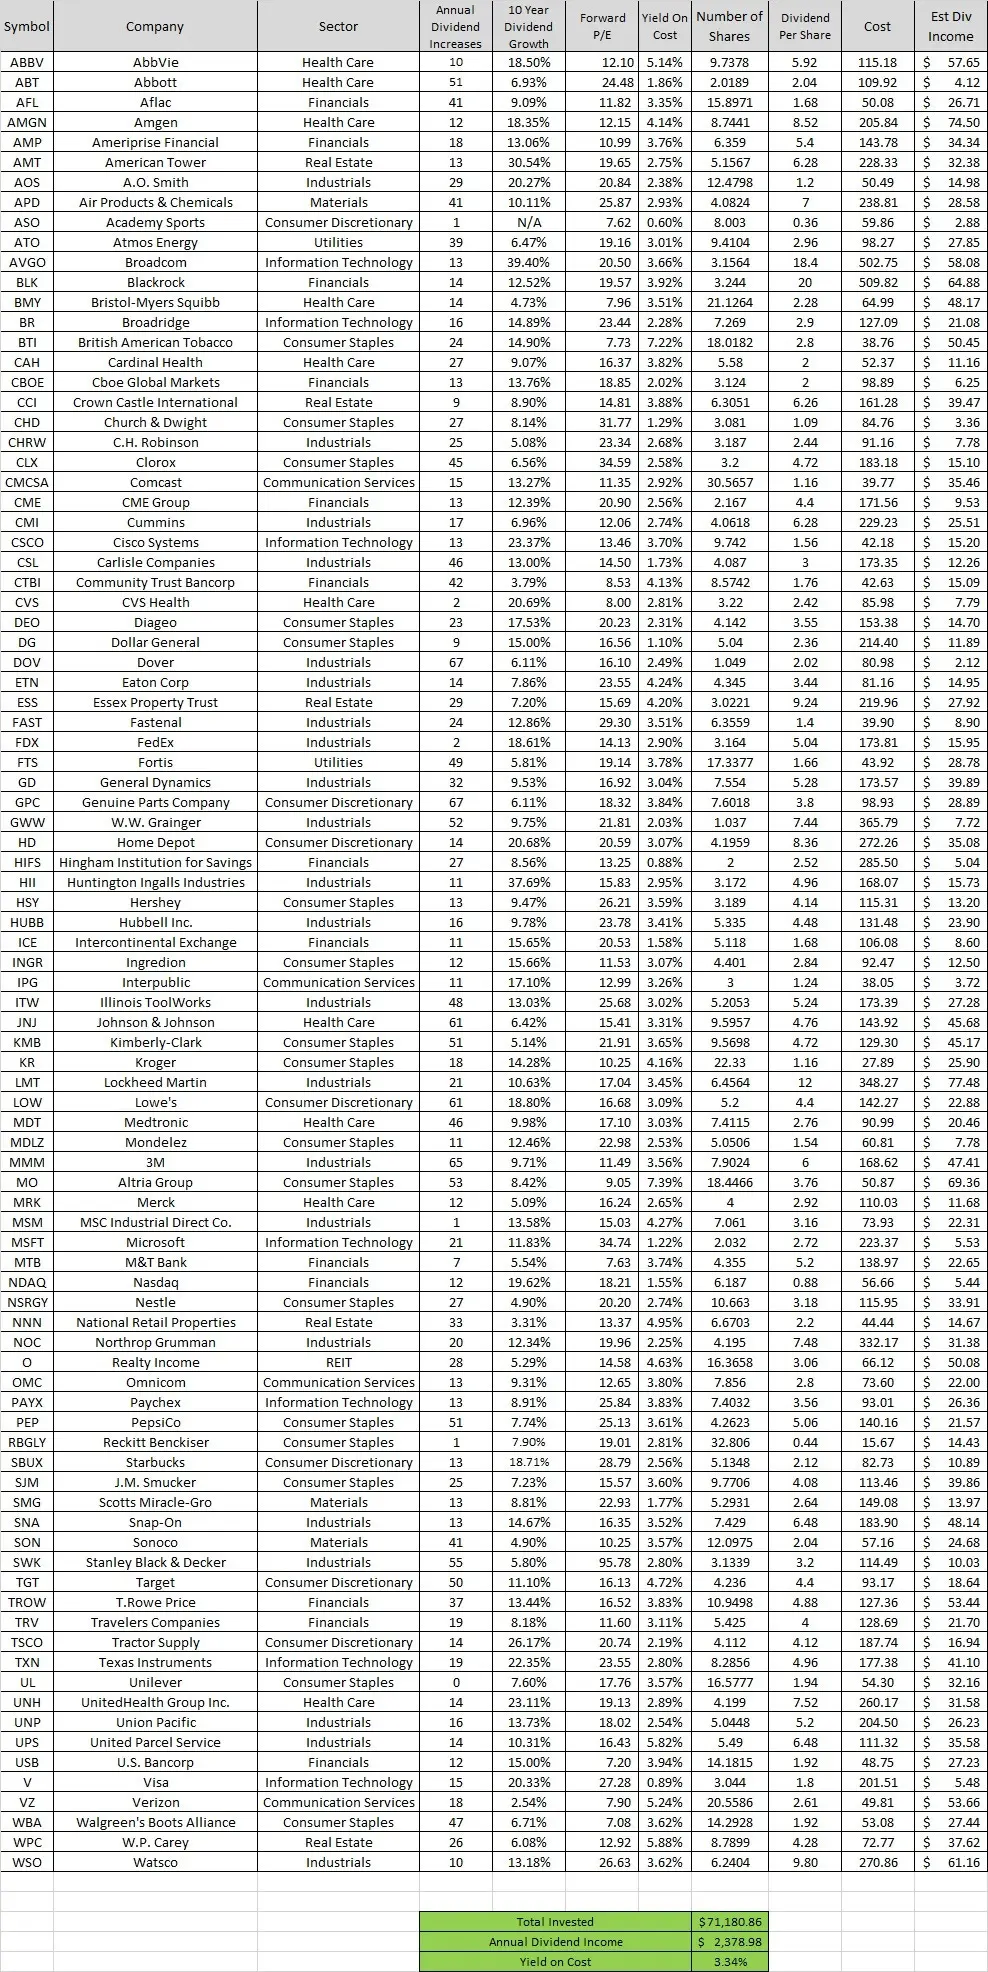 Symbol Company Sector Annual Dividend Increases 10 Year Dividend Growth Forward P/E Yield On Cost Number of Shares Dividend Per Share Cost Est Div Income
ABBV AbbVie Health Care 10 18.50% 12.10 5.14% 9.7378 5.92 115.18 $ 57.65
ABT Abbott Health Care 51 6.93% 24.48 1.86% 2.0189 2.04 109.92 $ 4.12
AFL Aflac Financials 41 9.09% 11.82 3.35% 15.8971 1.68 50.08 $ 26.71
AMGN Amgen Health Care 12 18.35% 12.15 4.14% 8.7441 8.52 205.84 $ 74.50
AMP Ameriprise Financial Financials 18 13.06% 10.99 3.76% 6.359 5.4 143.78 $ 34.34
AMT American Tower Real Estate 13 30.54% 19.65 2.75% 5.1567 6.28 228.33 $ 32.38
AOS A.O. Smith Industrials 29 20.27% 20.84 2.38% 12.4798 1.2 50.49 $ 14.98
APD Air Products & Chemicals Materials 41 10.11% 25.87 2.93% 4.0824 7 238.81 $ 28.58
ASO Academy Sports Consumer Discretionary 1 N/A 7.62 0.60% 8.003 0.36 59.86 $ 2.88
ATO Atmos Energy Utilities 39 6.47% 19.16 3.01% 9.4104 2.96 98.27 $ 27.85
AVGO Broadcom Information Technology 13 39.40% 20.50 3.66% 3.1564 18.4 502.75 $ 58.08
BLK Blackrock Financials 14 12.52% 19.57 3.92% 3.244 20 509.82 $ 64.88
BMY Bristol-Myers Squibb Health Care 14 4.73% 7.96 3.51% 21.1264 2.28 64.99 $ 48.17
BR Broadridge Information Technology 16 14.89% 23.44 2.28% 7.269 2.9 127.09 $ 21.08
BTI British American Tobacco Consumer Staples 24 14.90% 7.73 7.22% 18.0182 2.8 38.76 $ 50.45
CAH Cardinal Health Health Care 27 9.07% 16.37 3.82% 5.58 2 52.37 $ 11.16
CBOE Cboe Global Markets Financials 13 13.76% 18.85 2.02% 3.124 2 98.89 $ 6.25
CCI Crown Castle International Real Estate 9 8.90% 14.81 3.88% 6.3051 6.26 161.28 $ 39.47
CHD Church & Dwight Consumer Staples 27 8.14% 31.77 1.29% 3.081 1.09 84.76 $ 3.36
CHRW C.H. Robinson Industrials 25 5.08% 23.34 2.68% 3.187 2.44 91.16 $ 7.78
CLX Clorox Consumer Staples 45 6.56% 34.59 2.58% 3.2 4.72 183.18 $ 15.10
CMCSA Comcast Communication Services 15 13.27% 11.35 2.92% 30.5657 1.16 39.77 $ 35.46
CME CME Group Financials 13 12.39% 20.90 2.56% 2.167 4.4 171.56 $ 9.53
CMI Cummins Industrials 17 6.96% 12.06 2.74% 4.0618 6.28 229.23 $ 25.51
CSCO Cisco Systems Information Technology 13 23.37% 13.46 3.70% 9.742 1.56 42.18 $ 15.20
CSL Carlisle Companies Industrials 46 13.00% 14.50 1.73% 4.087 3 173.35 $ 12.26
CTBI Community Trust Bancorp Financials 42 3.79% 8.53 4.13% 8.5742 1.76 42.63 $ 15.09
CVS CVS Health Health Care 2 20.69% 8.00 2.81% 3.22 2.42 85.98 $ 7.79
DEO Diageo Consumer Staples 23 17.53% 20.23 2.31% 4.142 3.55 153.38 $ 14.70
DG Dollar General Consumer Staples 9 15.00% 16.56 1.10% 5.04 2.36 214.40 $ 11.89
DOV Dover Industrials 67 6.11% 16.10 2.49% 1.049 2.02 80.98 $ 2.12
ETN Eaton Corp Industrials 14 7.86% 23.55 4.24% 4.345 3.44 81.16 $ 14.95
ESS Essex Property Trust Real Estate 29 7.20% 15.69 4.20% 3.0221 9.24 219.96 $ 27.92
FAST Fastenal Industrials 24 12.86% 29.30 3.51% 6.3559 1.4 39.90 $ 8.90
FDX FedEx Industrials 2 18.61% 14.13 2.90% 3.164 5.04 173.81 $ 15.95
FTS Fortis Utilities 49 5.81% 19.14 3.78% 17.3377 1.66 43.92 $ 28.78
GD General Dynamics Industrials 32 9.53% 16.92 3.04% 7.554 5.28 173.57 $ 39.89
GPC Genuine Parts Company Consumer Discretionary 67 6.11% 18.32 3.84% 7.6018 3.8 98.93 $ 28.89
GWW W.W. Grainger Industrials 52 9.75% 21.81 2.03% 1.037 7.44 365.79 $ 7.72
HD Home Depot Consumer Discretionary 14 20.68% 20.59 3.07% 4.1959 8.36 272.26 $ 35.08
HIFS Hingham Institution for Savings Financials 27 8.56% 13.25 0.88% 2 2.52 285.50 $ 5.04
HII Huntington Ingalls Industries Industrials 11 37.69% 15.83 2.95% 3.172 4.96 168.07 $ 15.73
HSY Hershey Consumer Staples 13 9.47% 26.21 3.59% 3.189 4.14 115.31 $ 13.20
HUBB Hubbell Inc. Industrials 16 9.78% 23.78 3.41% 5.335 4.48 131.48 $ 23.90
ICE Intercontinental Exchange Financials 11 15.65% 20.53 1.58% 5.118 1.68 106.08 $ 8.60
INGR Ingredion Consumer Staples 12 15.66% 11.53 3.07% 4.401 2.84 92.47 $ 12.50
IPG Interpublic Communication Services 11 17.10% 12.99 3.26% 3 1.24 38.05 $ 3.72
ITW Illinois ToolWorks Industrials 48 13.03% 25.68 3.02% 5.2053 5.24 173.39 $ 27.28
JNJ Johnson & Johnson Health Care 61 6.42% 15.41 3.31% 9.5957 4.76 143.92 $ 45.68
KMB Kimberly-Clark Consumer Staples 51 5.14% 21.91 3.65% 9.5698 4.72 129.30 $ 45.17
KR Kroger Consumer Staples 18 14.28% 10.25 4.16% 22.33 1.16 27.89 $ 25.90
LMT Lockheed Martin Industrials 21 10.63% 17.04 3.45% 6.4564 12 348.27 $ 77.48
LOW Lowe's Consumer Discretionary 61 18.80% 16.68 3.09% 5.2 4.4 142.27 $ 22.88
MDT Medtronic Health Care 46 9.98% 17.10 3.03% 7.4115 2.76 90.99 $ 20.46
MDLZ Mondelez Consumer Staples 11 12.46% 22.98 2.53% 5.0506 1.54 60.81 $ 7.78
MMM 3M Industrials 65 9.71% 11.49 3.56% 7.9024 6 168.62 $ 47.41
MO Altria Group Consumer Staples 53 8.42% 9.05 7.39% 18.4466 3.76 50.87 $ 69.36
MRK Merck Health Care 12 5.09% 16.24 2.65% 4 2.92 110.03 $ 11.68
MSM MSC Industrial Direct Co. Industrials 1 13.58% 15.03 4.27% 7.061 3.16 73.93 $ 22.31
MSFT Microsoft Information Technology 21 11.83% 34.74 1.22% 2.032 2.72 223.37 $ 5.53
MTB M&T Bank Financials 7 5.54% 7.63 3.74% 4.355 5.2 138.97 $ 22.65
NDAQ Nasdaq Financials 12 19.62% 18.21 1.55% 6.187 0.88 56.66 $ 5.44
NSRGY Nestle Consumer Staples 27 4.90% 20.20 2.74% 10.663 3.18 115.95 $ 33.91
NNN National Retail Properties Real Estate 33 3.31% 13.37 4.95% 6.6703 2.2 44.44 $ 14.67
NOC Northrop Grumman Industrials 20 12.34% 19.96 2.25% 4.195 7.48 332.17 $ 31.38
O Realty Income REIT 28 5.29% 14.58 4.63% 16.3658 3.06 66.12 $ 50.08
OMC Omnicom Communication Services 13 9.31% 12.65 3.80% 7.856 2.8 73.60 $ 22.00
PAYX Paychex Information Technology 13 8.91% 25.84 3.83% 7.4032 3.56 93.01 $ 26.36
PEP PepsiCo Consumer Staples 51 7.74% 25.13 3.61% 4.2623 5.06 140.16 $ 21.57
RBGLY Reckitt Benckiser Consumer Staples 1 7.90% 19.01 2.81% 32.806 0.44 15.67 $ 14.43
SBUX Starbucks Consumer Discretionary 13 18.71% 28.79 2.56% 5.1348 2.12 82.73 $ 10.89
SJM J.M. Smucker Consumer Staples 25 7.23% 15.57 3.60% 9.7706 4.08 113.46 $ 39.86
SMG Scotts Miracle-Gro Materials 13 8.81% 22.93 1.77% 5.2931 2.64 149.08 $ 13.97
SNA Snap-On Industrials 13 14.67% 16.35 3.52% 7.429 6.48 183.90 $ 48.14
SON Sonoco Materials 41 4.90% 10.25 3.57% 12.0975 2.04 57.16 $ 24.68
SWK Stanley Black & Decker Industrials 55 5.80% 95.78 2.80% 3.1339 3.2 114.49 $ 10.03
TGT Target Consumer Discretionary 50 11.10% 16.13 4.72% 4.236 4.4 93.17 $ 18.64
TROW T.Rowe Price Financials 37 13.44% 16.52 3.83% 10.9498 4.88 127.36 $ 53.44
TRV Travelers Companies Financials 19 8.18% 11.60 3.11% 5.425 4 128.69 $ 21.70
TSCO Tractor Supply Consumer Discretionary 14 26.17% 20.74 2.19% 4.112 4.12 187.74 $ 16.94
TXN Texas Instruments Information Technology 19 22.35% 23.55 2.80% 8.2856 4.96 177.38 $ 41.10
UL Unilever Consumer Staples 0 7.60% 17.76 3.57% 16.5777 1.94 54.30 $ 32.16
UNH UnitedHealth Group Inc. Health Care 14 23.11% 19.13 2.89% 4.199 7.52 260.17 $ 31.58
UNP Union Pacific Industrials 16 13.73% 18.02 2.54% 5.0448 5.2 204.50 $ 26.23
UPS United Parcel Service Industrials 14 10.31% 16.43 5.82% 5.49 6.48 111.32 $ 35.58
USB U.S. Bancorp Financials 12 15.00% 7.20 3.94% 14.1815 1.92 48.75 $ 27.23
V Visa Information Technology 15 20.33% 27.28 0.89% 3.044 1.8 201.51 $ 5.48
VZ Verizon Communication Services 18 2.54% 7.90 5.24% 20.5586 2.61 49.81 $ 53.66
WBA Walgreen's Boots Alliance Consumer Staples 47 6.71% 7.08 3.62% 14.2928 1.92 53.08 $ 27.44
WPC W.P. Carey Real Estate 26 6.08% 12.92 5.88% 8.7899 4.28 72.77 $ 37.62
WSO Watsco Industrials 10 13.18% 26.63 3.62% 6.2404 9.80 270.86 $ 61.16
Total Invested $71,180.86
Annual Dividend Income $ 2,378.98
Yield on Cost 3.34%